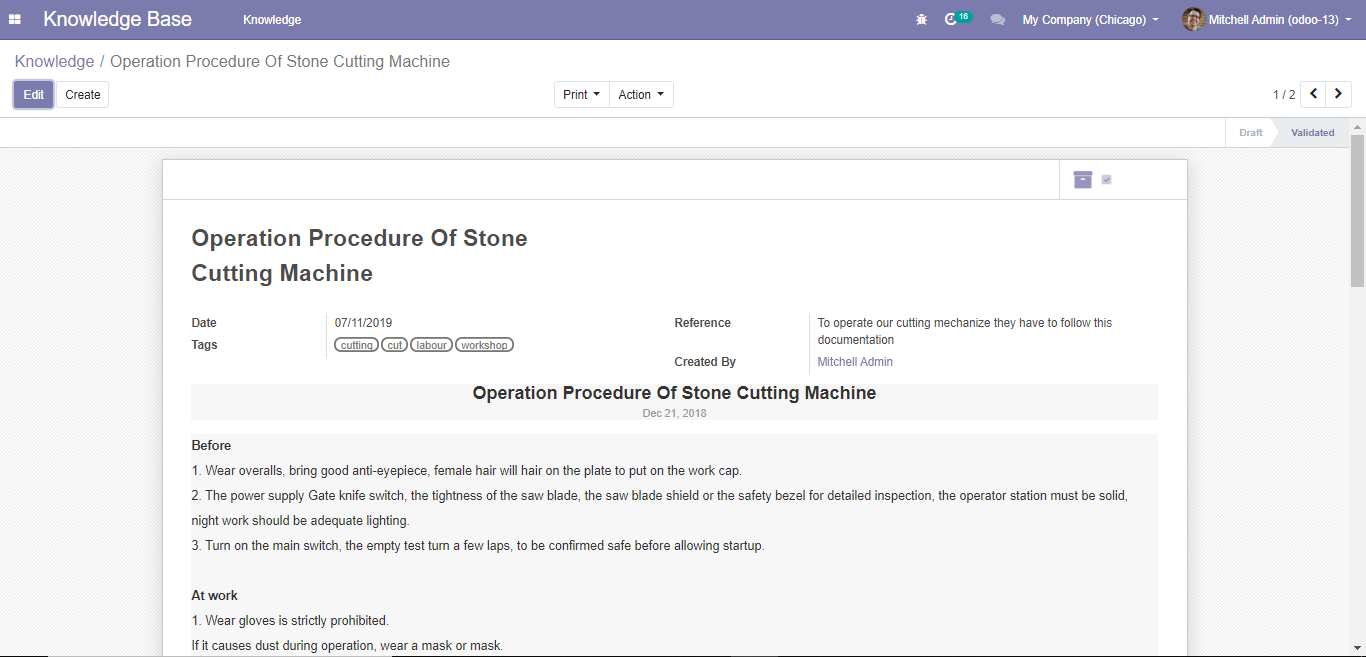 Knowledge Base
Knowledge
16
My Company (Chicago)
Mitchell Admin (odoo-13)
Knowledge / Operation Procedure Of Stone Cutting Machine
Edit
Create
Print
Action
1 / 2
Draft
Validated
Operation Procedure Of Stone
Cutting Machine
Date
07/11/2019
Tags
cutting cut labour workshop
Reference
To operate our cutting mechanize they have to follow this
documentation
Created By
Mitchell Admin
Operation Procedure Of Stone Cutting Machine
Dec 21, 2018
Before
1. Wear overalls, bring good anti-eyepiece, female hair will hair on the plate to put on the work cap.
2. The power supply Gate knife switch, the tightness of the saw blade, the saw blade shield or the safety bezel for detailed inspection, the operator station must be solid,
night work should be adequate lighting.
3. Turn on the main switch, the empty test turn a few laps, to be confirmed safe before allowing startup.
At work
1. Wear gloves is strictly prohibited.
If it causes dust during operation, wear a mask or mask.